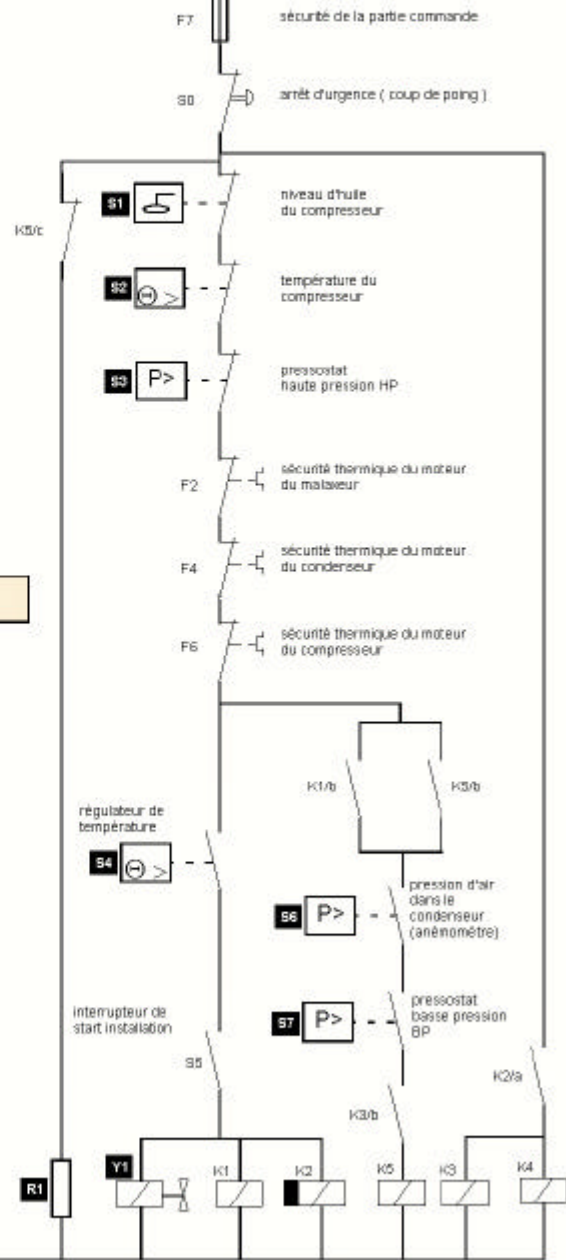 F7 sécurité de la partie commande
S0 arrêt d'urgence ( coup de poing )
K5/c
S1 niveau d'huile
du compresseur
S2 température du
compresseur
S3 P> pressostat
haute pression HP
F2 sécurité thermique du moteur
du malaxeur
F4 sécurité thermique du moteur
du condenseur
F6 sécurité thermique du moteur
du compresseur
K1/b K5/b
régulateur de
température
S4
S6 P> pression d'air
dans le
condenseur
(anémomètre)
S7 P> pressostat
basse pression
BP
interrupteur de
start installation
S5
K2/a
K3/b
R1 Y1 K1 K2 K5 K3 K4